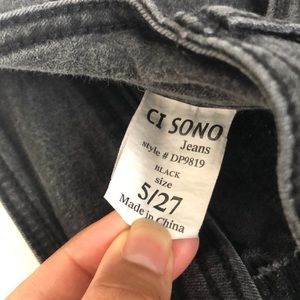 CI SONO
Jeans
style # DP9819
BLACK
size
5/27
Made in China